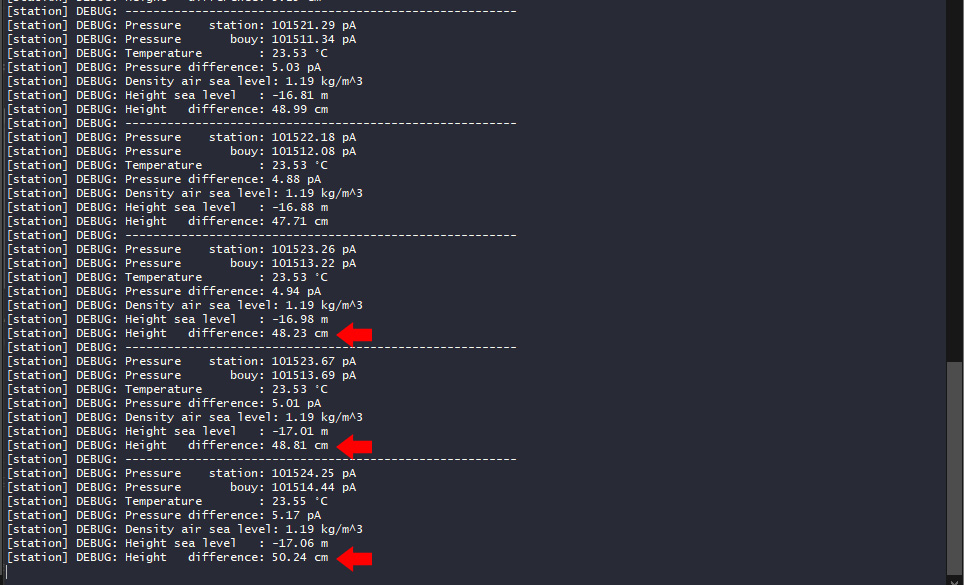 [station] DEBUG: --------------------------------------------------------
[station] DEBUG: Pressure    station: 101521.29 pA
[station] DEBUG: Pressure       bouy: 101511.34 pA
[station] DEBUG: Temperature        : 23.53 °C
[station] DEBUG: Pressure difference: 5.03 pA
[station] DEBUG: Density air sea level: 1.19 kg/m^3
[station] DEBUG: Height sea level   : -16.81 m
[station] DEBUG: Height   difference: 48.99 cm
[station] DEBUG: --------------------------------------------------------
[station] DEBUG: Pressure    station: 101522.18 pA
[station] DEBUG: Pressure       bouy: 101512.08 pA
[station] DEBUG: Temperature        : 23.53 °C
[station] DEBUG: Pressure difference: 4.88 pA
[station] DEBUG: Density air sea level: 1.19 kg/m^3
[station] DEBUG: Height sea level   : -16.88 m
[station] DEBUG: Height   difference: 47.71 cm
[station] DEBUG: --------------------------------------------------------
[station] DEBUG: Pressure    station: 101523.26 pA
[station] DEBUG: Pressure       bouy: 101513.22 pA
[station] DEBUG: Temperature        : 23.53 °C
[station] DEBUG: Pressure difference: 4.94 pA
[station] DEBUG: Density air sea level: 1.19 kg/m^3
[station] DEBUG: Height sea level   : -16.98 m
[station] DEBUG: Height   difference: 48.23 cm
[station] DEBUG: --------------------------------------------------------
[station] DEBUG: Pressure    station: 101523.67 pA
[station] DEBUG: Pressure       bouy: 101513.69 pA
[station] DEBUG: Temperature        : 23.53 °C
[station] DEBUG: Pressure difference: 5.01 pA
[station] DEBUG: Density air sea level: 1.19 kg/m^3
[station] DEBUG: Height sea level   : -17.01 m
[station] DEBUG: Height   difference: 48.81 cm
[station] DEBUG: --------------------------------------------------------
[station] DEBUG: Pressure    station: 101524.25 pA
[station] DEBUG: Pressure       bouy: 101514.44 pA
[station] DEBUG: Temperature        : 23.55 °C
[station] DEBUG: Pressure difference: 5.17 pA
[station] DEBUG: Density air sea level: 1.19 kg/m^3
[station] DEBUG: Height sea level   : -17.06 m
[station] DEBUG: Height   difference: 50.24 cm